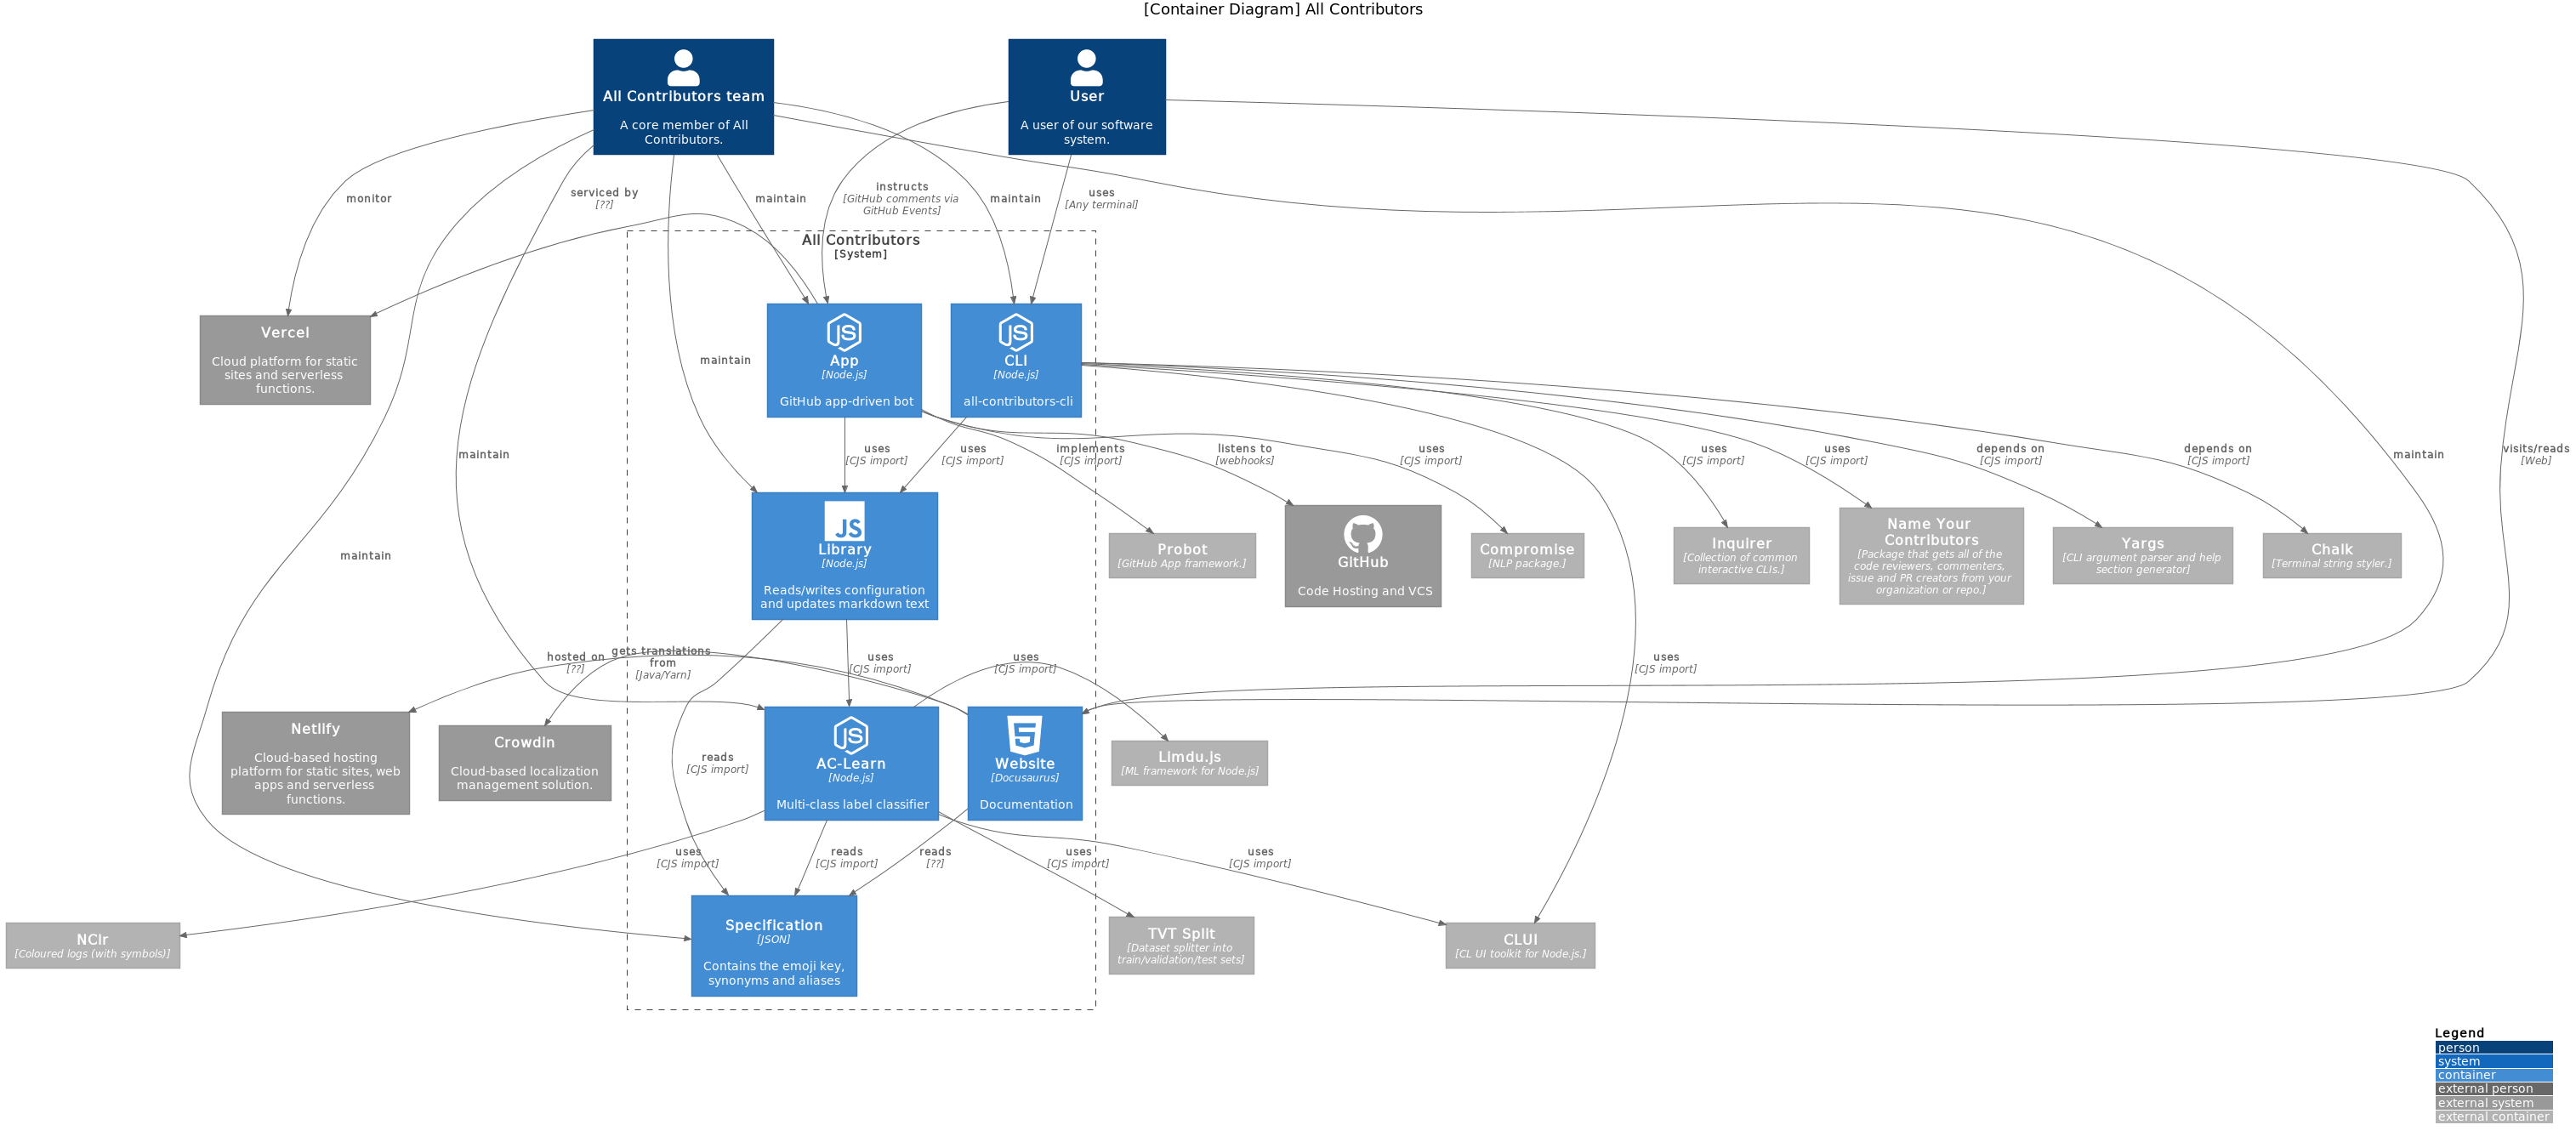 [Container Diagram] All Contributors
All Contributors team
A core member of All
Contributors.
User
A user of our software
system.
monitor
serviced by
[??]
maintain
instructs
[GitHub comments via
GitHub Events]
maintain
uses
[Any terminal]
All Contributors
[System]
Vercel
Cloud platform for static
sites and serverless
functions.
maintain
App
[Node.js]
GitHub app-driven bot
CLI
[Node.js]
all-contributors-cli
maintain
uses
[CJS import]
uses
[CJS import]
implements
[CJS import]
listens to
[webhooks]
uses
[CJS import]
uses
[CJS import]
uses
[CJS import]
depends on
[CJS import]
depends on
[CJS import]
maintain
visits/reads
[Web]
maintain
Library
[Node.js]
Reads/writes configuration
and updates markdown text
Probot
[GitHub App framework.]
GitHub
Code Hosting and VCS
Compromise
[NLP package.]
Inquirer
[Collection of common
interactive CLIs.]
Name Your
Contributors
[Package that gets all of the
code reviewers, commenters,
issue and PR creators from your
organization or repo.]
Yargs
[CLI argument parser and help
section generator]
Chalk
[Terminal string styler.]
hosted on
[??]
gets translations
from
[Java/Yarn]
uses
[CJS import]
uses
[CJS import]
uses
[CJS import]
Netlify
Cloud-based hosting
platform for static sites, web
apps and serverless
functions.
Crowdin
Cloud-based localization
management solution.
reads
[CJS import]
AC-Learn
[Node.js]
Multi-class label classifier
Website
[Docusaurus]
Documentation
Limdu.js
[ML framework for Node.js]
uses
[CJS import]
reads
[CJS import]
reads
[??]
uses
[CJS import]
uses
[CJS import]
NClr
[Coloured logs (with symbols)]
Specification
[JSON]
Contains the emoji key,
synonyms and aliases
TVT Split
[Dataset splitter into
train/validation/test sets]
CLUI
[CL UI toolkit for Node.js.]
Legend
person
system
container
external person
external system
external container